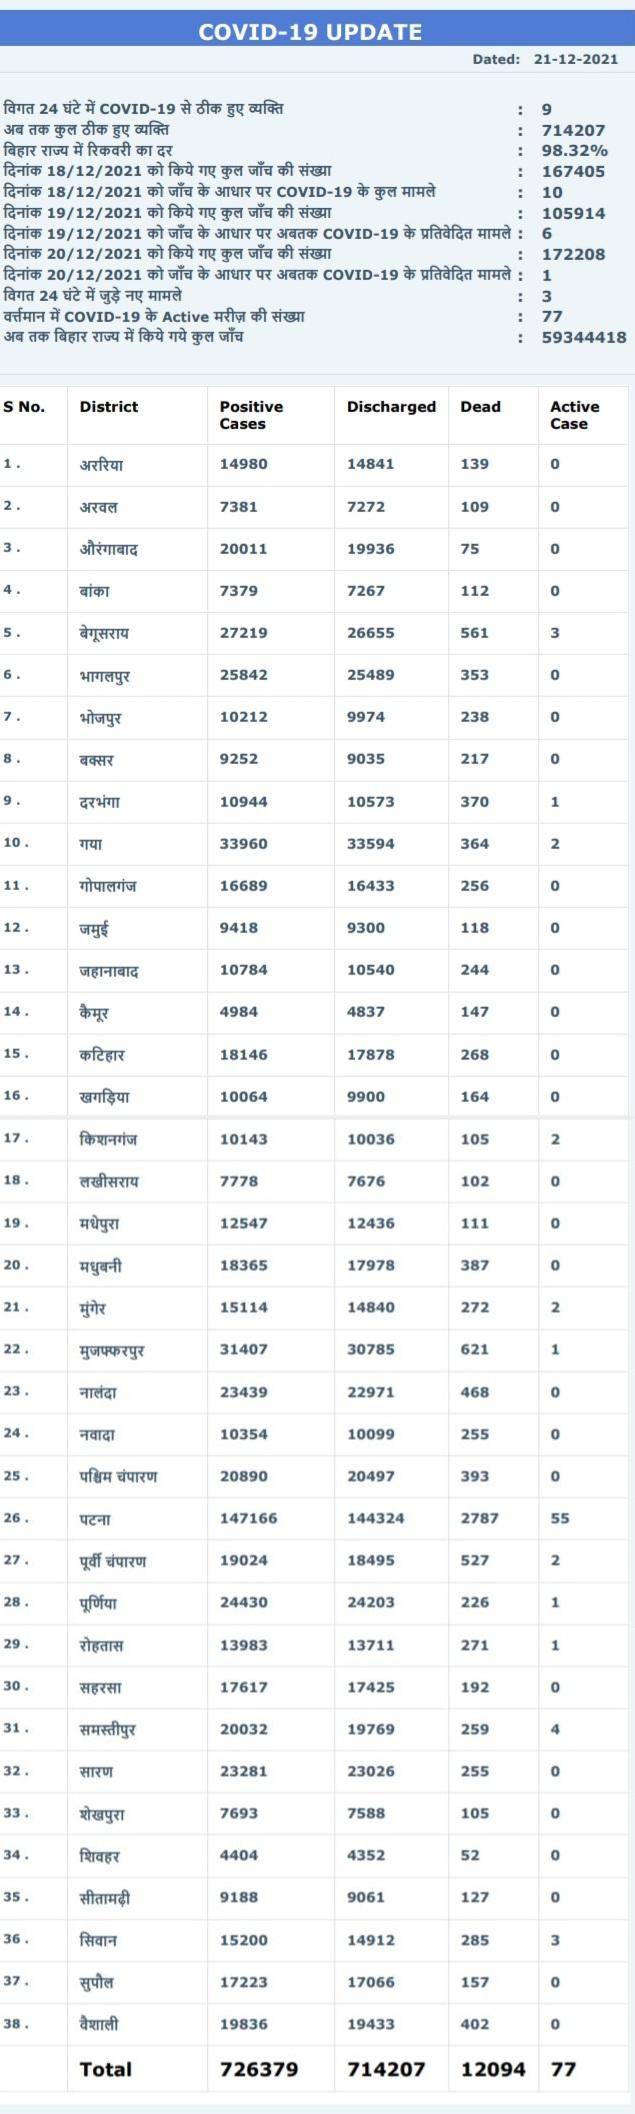 COVID-19 UPDATE
Dated: 21-12-2021
विगत 24 घंटे में COVID-19 से ठीक हुए व्यक्ति : 9
अब तक कुल ठीक हुए व्यक्ति : 714207
बिहार राज्य में रिकवरी का दर : 98.32%
दिनांक 18/12/2021 को किये गए कुल जाँच की संख्या : 167405
दिनांक 18/12/2021 को जाँच के आधार पर COVID-19 के कुल मामले : 10
दिनांक 19/12/2021 को किये गए कुल जाँच की संख्या : 105914
दिनांक 19/12/2021 को जाँच के आधार पर अबतक COVID-19 के प्रतिवेदित मामले : 6
दिनांक 20/12/2021 को किये गए कुल जाँच की संख्या : 172208
दिनांक 20/12/2021 को जाँच के आधार पर अबतक COVID-19 के प्रतिवेदित मामले : 1
विगत 24 घंटे में जुड़े नए मामले : 3
वर्त्तमान में COVID-19 के Active मरीज़ की संख्या : 77
अब तक बिहार राज्य में किये गये कुल जाँच : 59344418
S No. District Positive Cases Discharged Dead Active Case
1 . अररिया 14980 14841 139 0
2 . अरवल 7381 7272 109 0
3 . औरंगाबाद 20011 19936 75 0
4 . बांका 7379 7267 112 0
5 . बेगूसराय 27219 26655 561 3
6 . भागलपुर 25842 25489 353 0
7 . भोजपुर 10212 9974 238 0
8 . बक्सर 9252 9035 217 0
9 . दरभंगा 10944 10573 370 1
10 . गया 33960 33594 364 2
11 . गोपालगंज 16689 16433 256 0
12 . जमुई 9418 9300 118 0
13 . जहानाबाद 10784 10540 244 0
14 . कैमूर 4984 4837 147 0
15 . कटिहार 18146 17878 268 0
16 . खगड़िया 10064 9900 164 0
17 . किशनगंज 10143 10036 105 2
18 . लखीसराय 7778 7676 102 0
19 . मधेपुरा 12547 12436 111 0
20 . मधुबनी 18365 17978 387 0
21 . मुंगेर 15114 14840 272 2
22 . मुजफ्फरपुर 31407 30785 621 1
23 . नालंदा 23439 22971 468 0
24 . नवादा 10354 10099 255 0
25 . पश्चिम चंपारण 20890 20497 393 0
26 . पटना 147166 144324 2787 55
27 . पूर्वी चंपारण 19024 18495 527 2
28 . पूर्णिया 24430 24203 226 1
29 . रोहतास 13983 13711 271 1
30 . सहरसा 17617 17425 192 0
31 . समस्तीपुर 20032 19769 259 4
32 . सारण 23281 23026 255 0
33 . शेखपुरा 7693 7588 105 0
34 . शिवहर 4404 4352 52 0
35 . सीतामढ़ी 9188 9061 127 0
36 . सिवान 15200 14912 285 3
37 . सुपौल 17223 17066 157 0
38 . वैशाली 19836 19433 402 0
Total 726379 714207 12094 77